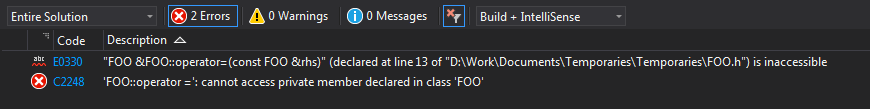 Entire Solution 2 Errors 0 Warnings 0 Messages Build + IntelliSense
Code Description
abc E0330 "FOO &FOO::operator=(const FOO &rhs)" (declared at line 13 of "D:\Work\Documents\Temporaries\Temporaries\FOO.h") is inaccessible
C2248 'FOO::operator =': cannot access private member declared in class 'FOO'